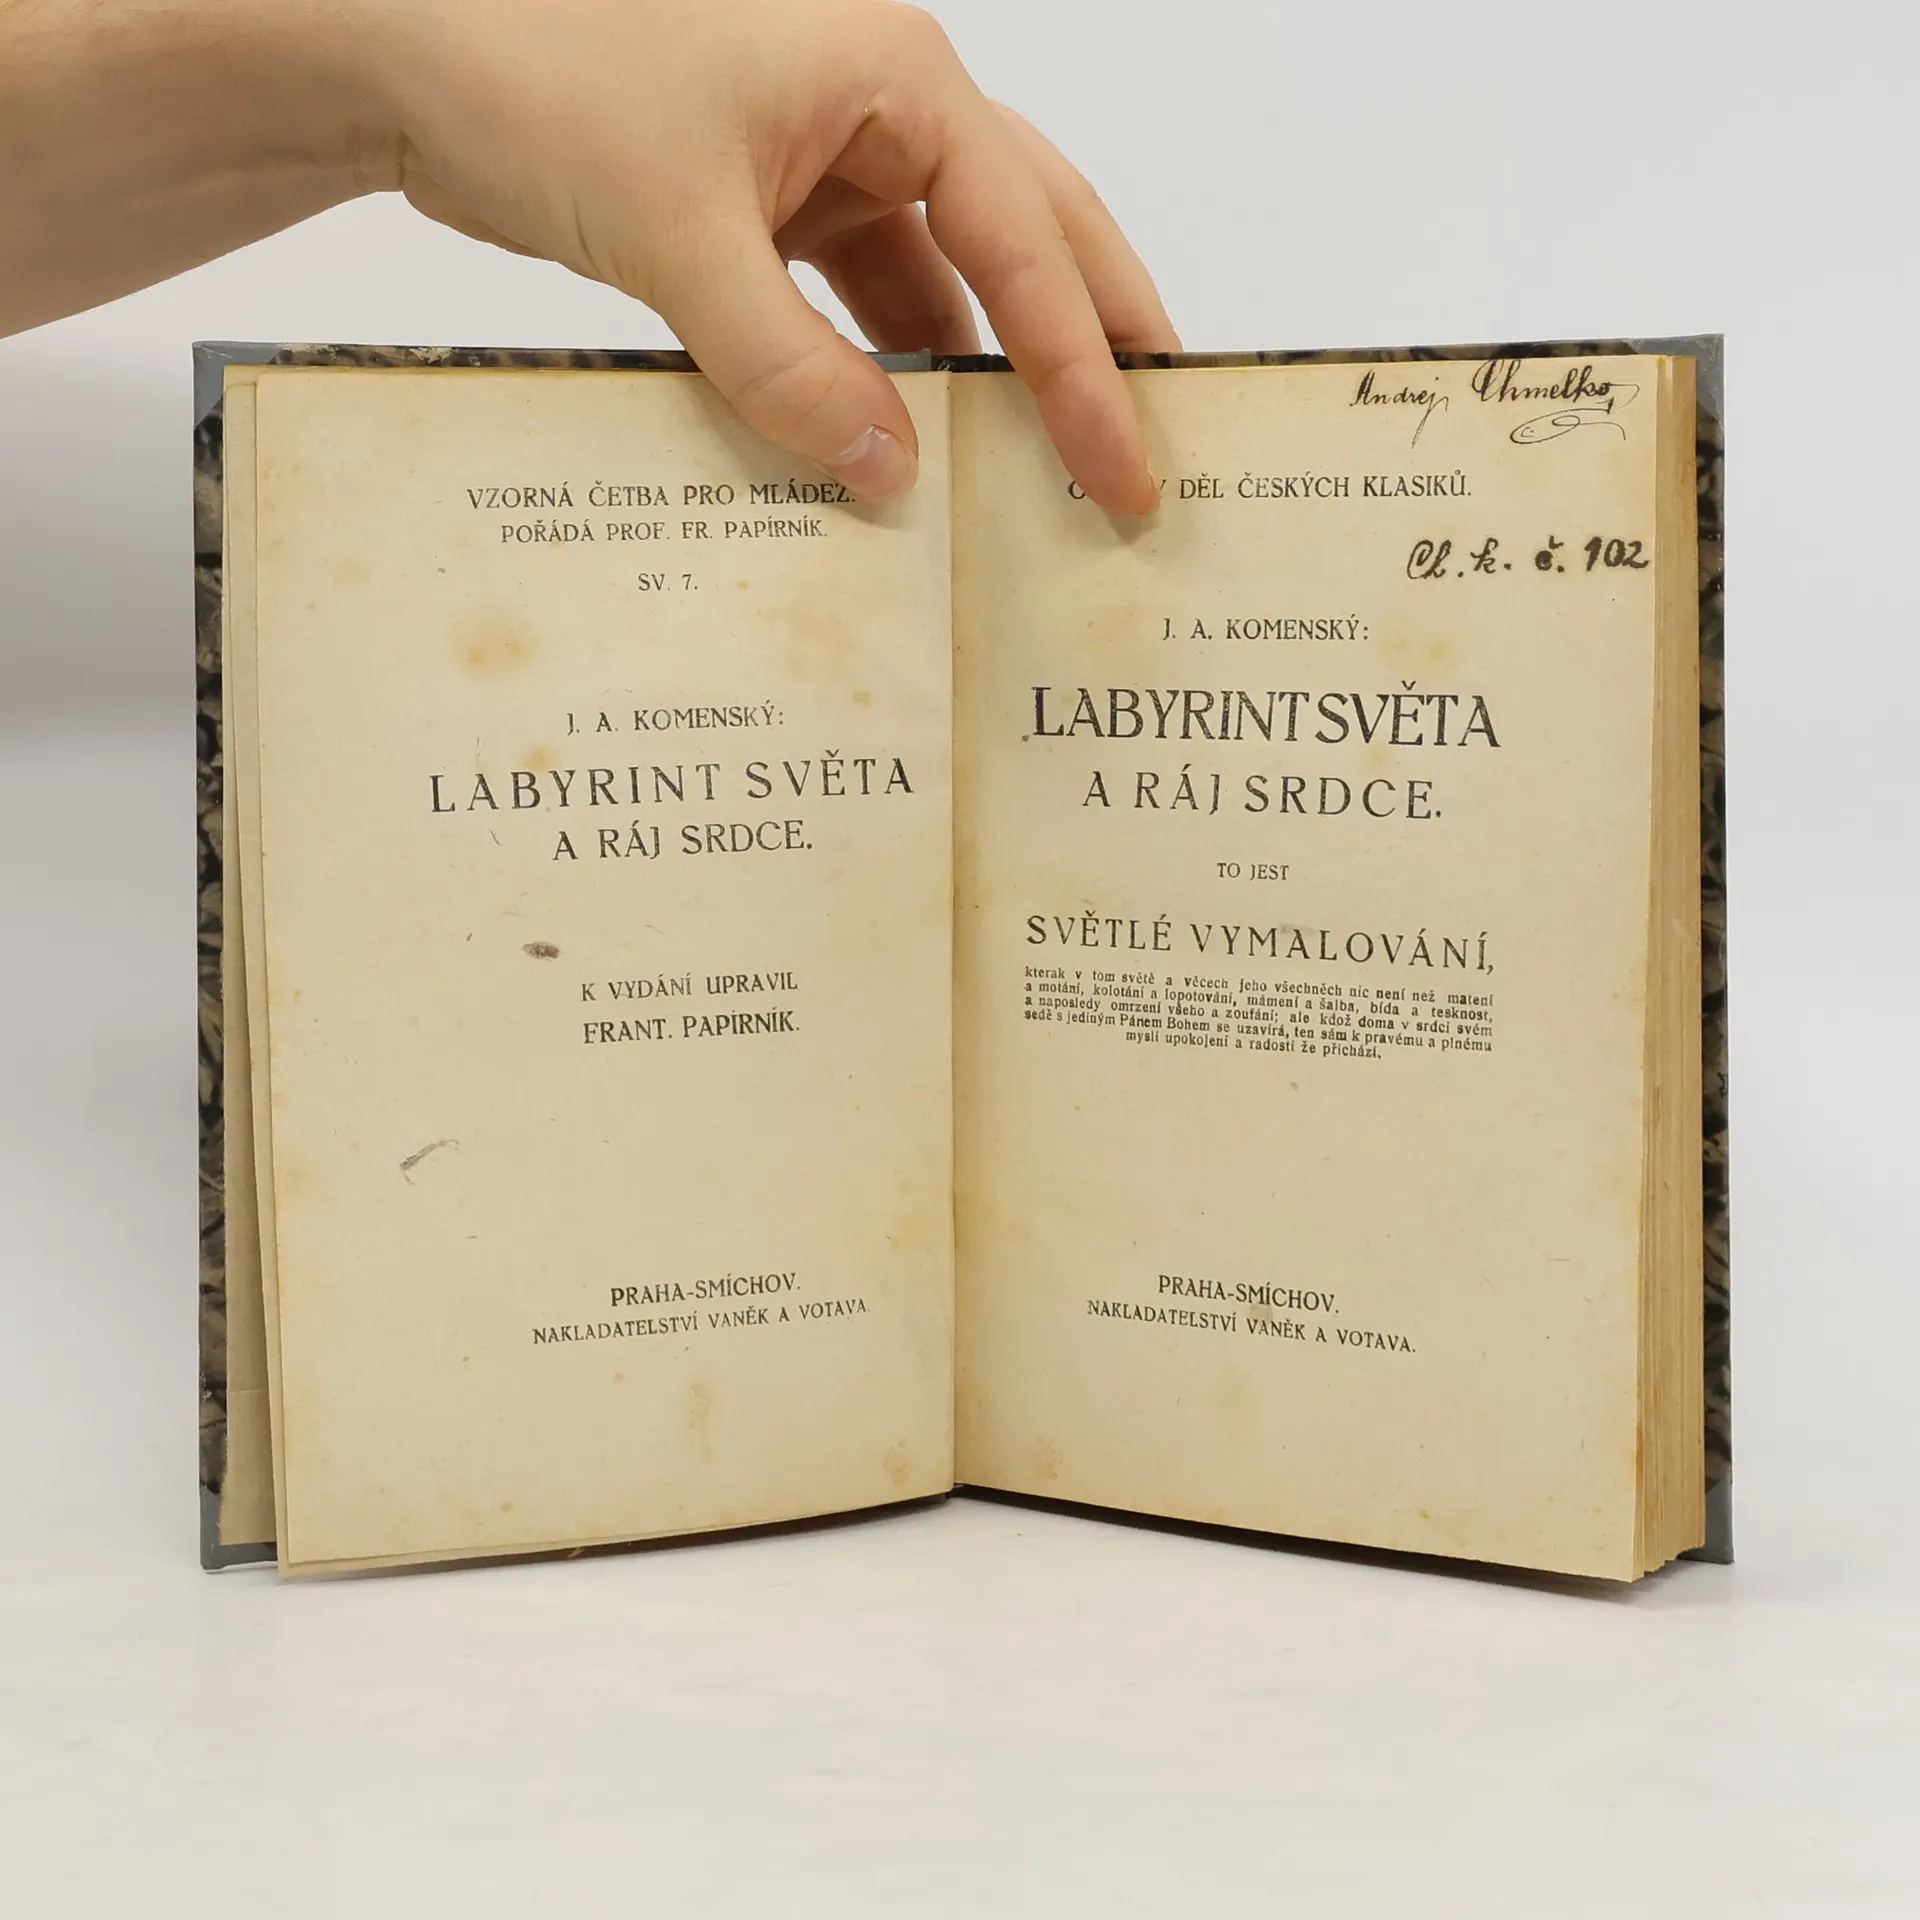 VZORNÁ ČETBA PRO MLÁDEŽ.
POŘÁDÁ PROF. FR. PAPÍRNÍK.
SV. 7.
J. A. KOMENSKÝ:
LABYRINT SVĚTA
A RÁJ SRDCE.
K VYDÁNÍ UPRAVIL
FRANT. PAPÍRNÍK.
PRAHA-SMÍCHOV.
NAKLADATELSTVÍ VANĚK A VOTAVA.
Andrej Chmelko
DĚL ČESKÝCH KLASIKŮ.
Ch. k. č. 102
J. A. KOMENSKÝ:
LABYRINT SVĚTA
A RÁJ SRDCE.
TO JEST
SVĚTLÉ VYMALOVÁNÍ,
kterak v tom světě a věcech jeho všechněch nic není než matení
a motání, kolotání a lopotování, mámení a šalba, bída a tesknost,
a naposledy omrzení všeho a zoufání; ale kdož doma v srdci svém
sedě s jediným Pánem Bohem se uzavírá, ten sám k pravému a plnému
mysli upokojení a radosti že přichází.
PRAHA-SMÍCHOV.
NAKLADATELSTVÍ VANĚK A VOTAVA.